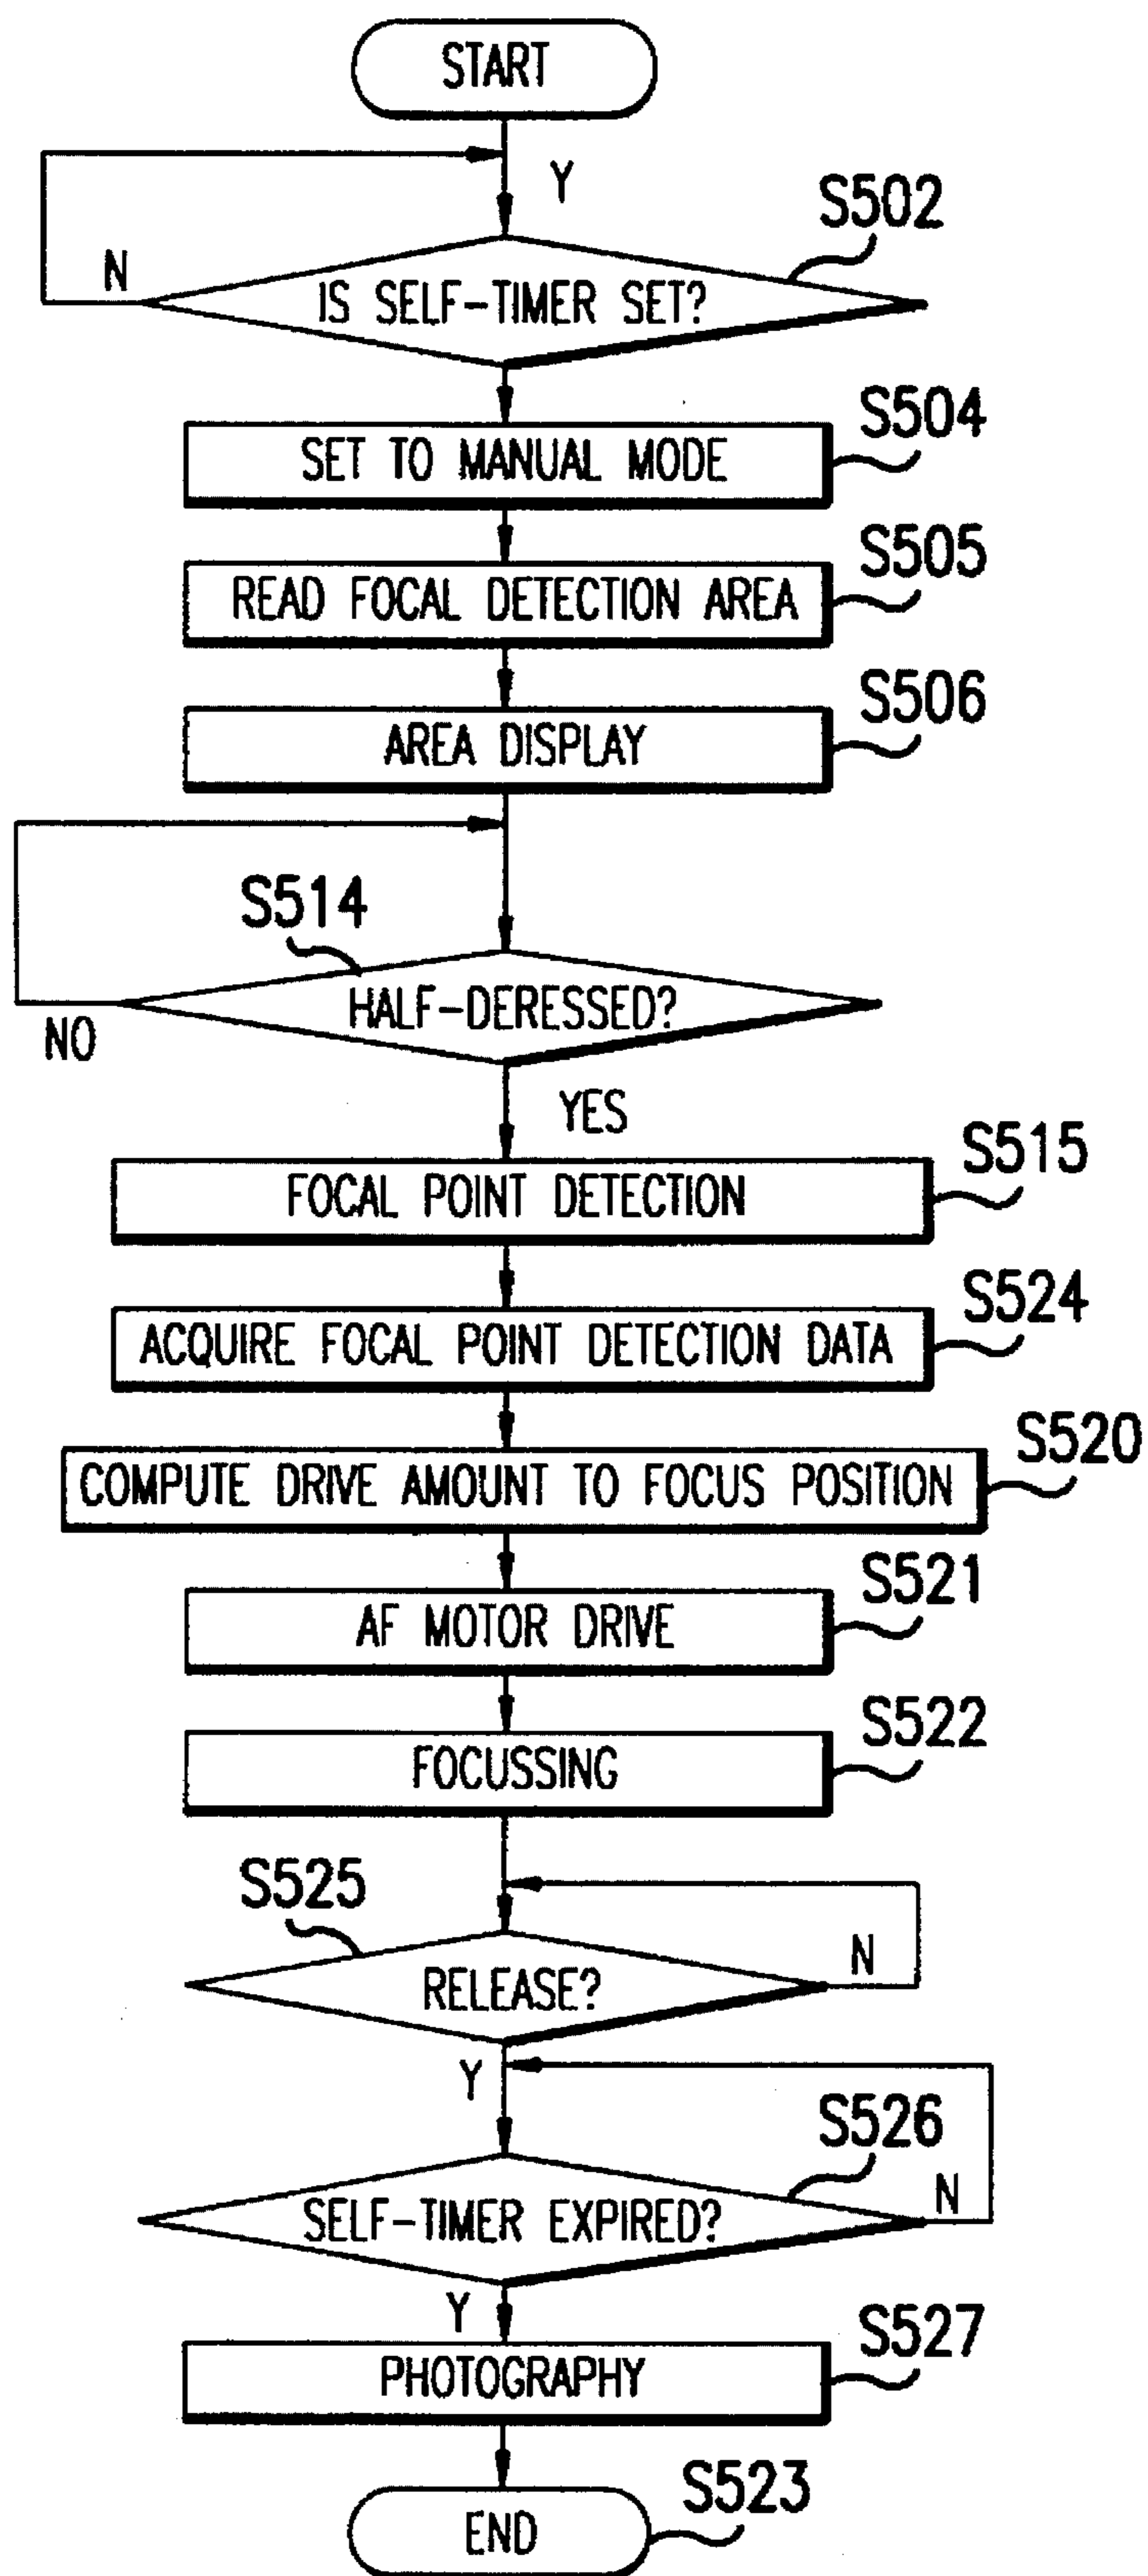 START
Y
S502
N
IS SELF-TIMER SET?
S504
SET TO MANUAL MODE
S505
READ FOCAL DETECTION AREA
S506
AREA DISPLAY
S514
HALF-DERESSED?
NO
YES
S515
FOCAL POINT DETECTION
S524
ACQUIRE FOCAL POINT DETECTION DATA
S520
COMPUTE DRIVE AMOUNT TO FOCUS POSITION
S521
AF MOTOR DRIVE
S522
FOCUSSING
S525
N
RELEASE?
Y
S526
N
SELF-TIMER EXPIRED?
Y
S527
PHOTOGRAPHY
S523
END